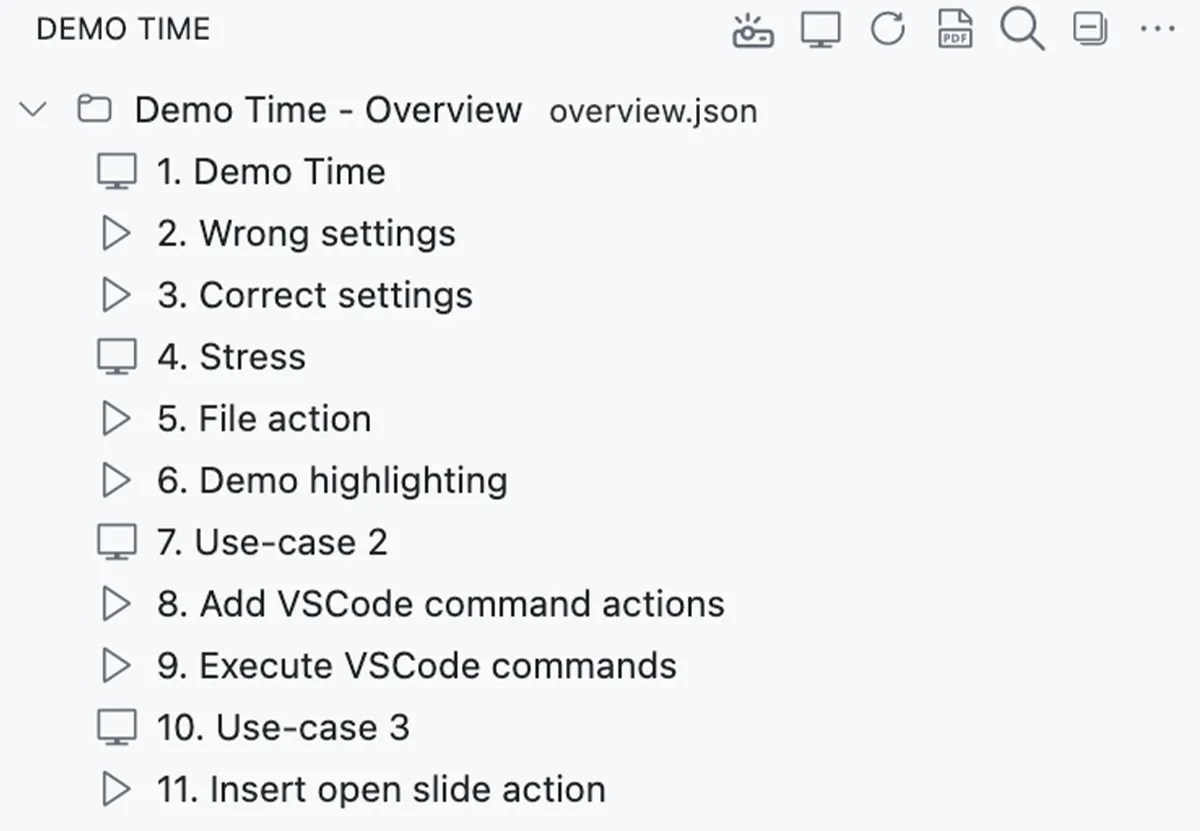 DEMO TIME
PDF
Demo Time - Overview overview.json
1. Demo Time
2. Wrong settings
3. Correct settings
4. Stress
5. File action
6. Demo highlighting
7. Use-case 2
8. Add VSCode command actions
9. Execute VSCode commands
10. Use-case 3
11. Insert open slide action